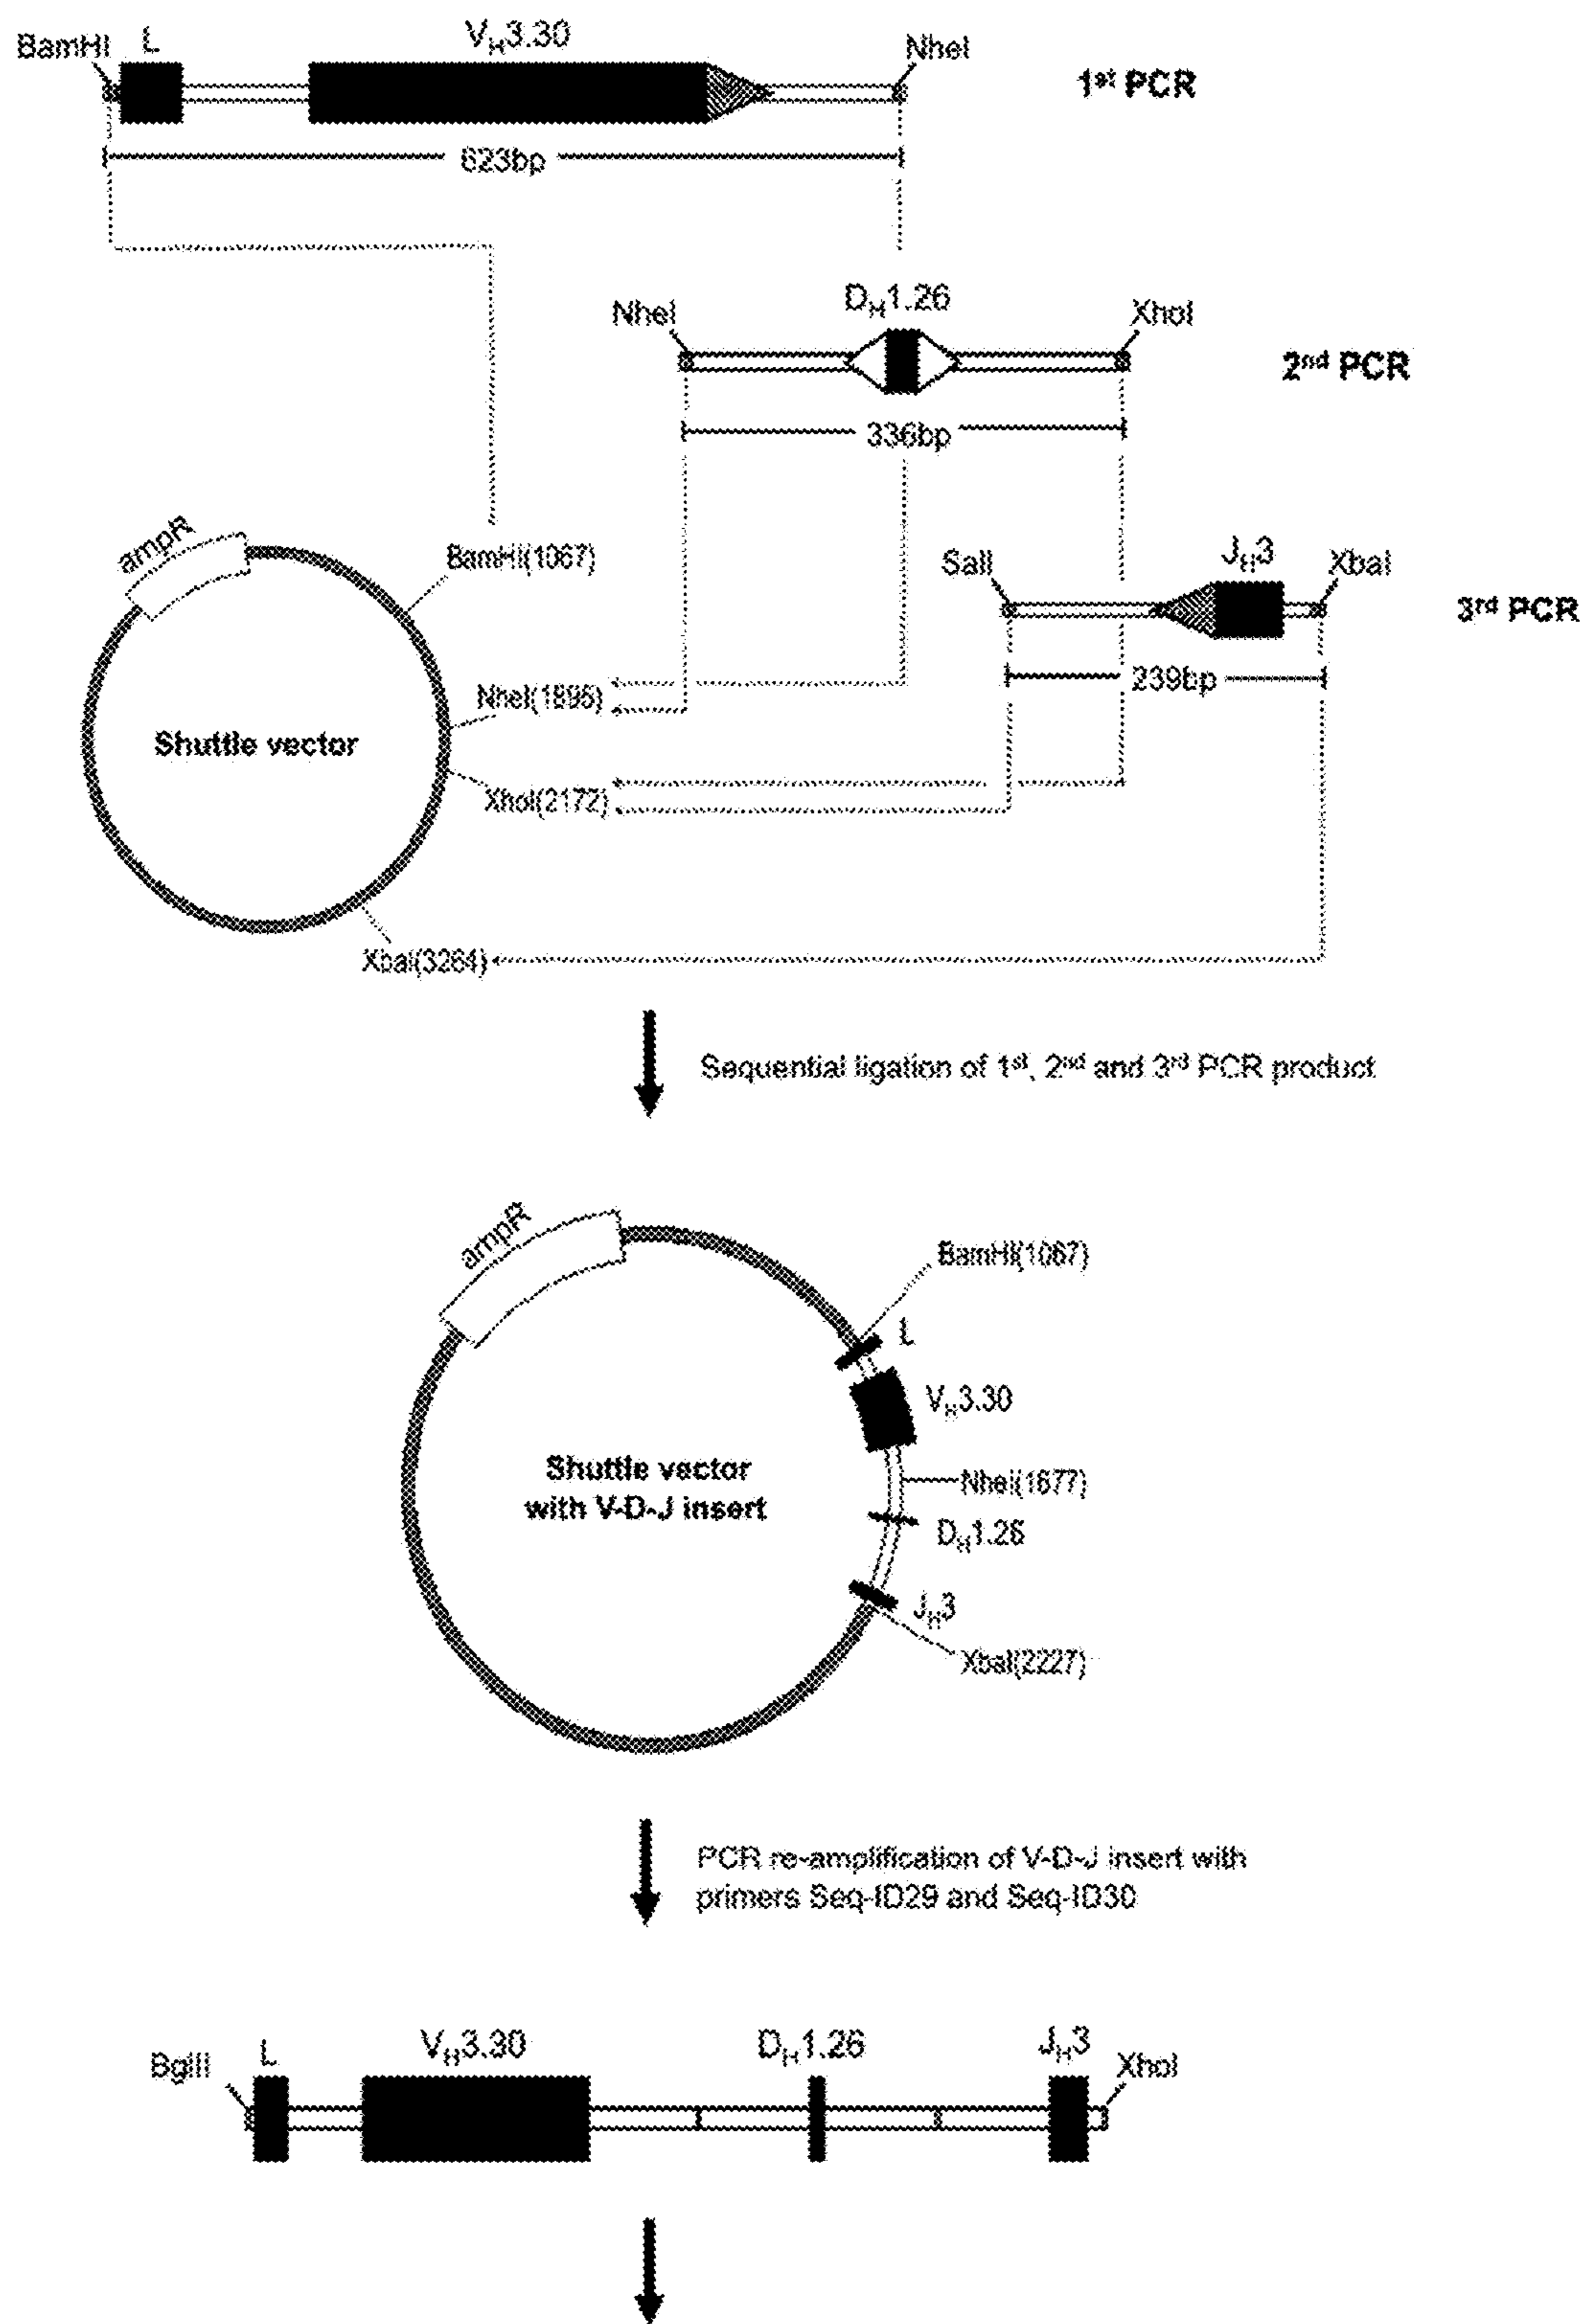 BamHI
L
VH3.30
NheI
1st PCR
623bp
DH1.26
NheI
XhoI
2nd PCR
336bp
ampR
BamHI(1067)
SalI
JH3
XbaI
3rd PCR
239bp
NheI(1895)
Shuttle vector
XhoI(2172)
XbaI(3264)
Sequential ligation of 1st, 2nd and 3rd PCR product
ampR
BamHI(1067)
L
VH3.30
Shuttle vector
with V-D-J insert
NheI(1677)
DH1.26
JH3
XbaI(2227)
PCR re-amplification of V-D-J insert with
primers Seq-ID29 and Seq-ID30
BglII
L
VH3.30
DH1.26
JH3
XhoI